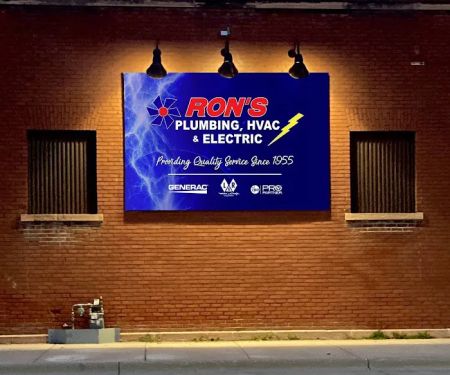 RON'S
PLUMBING, HVAC
& ELECTRIC
Providing Quality Service Since 1955
GENERAC
PRO